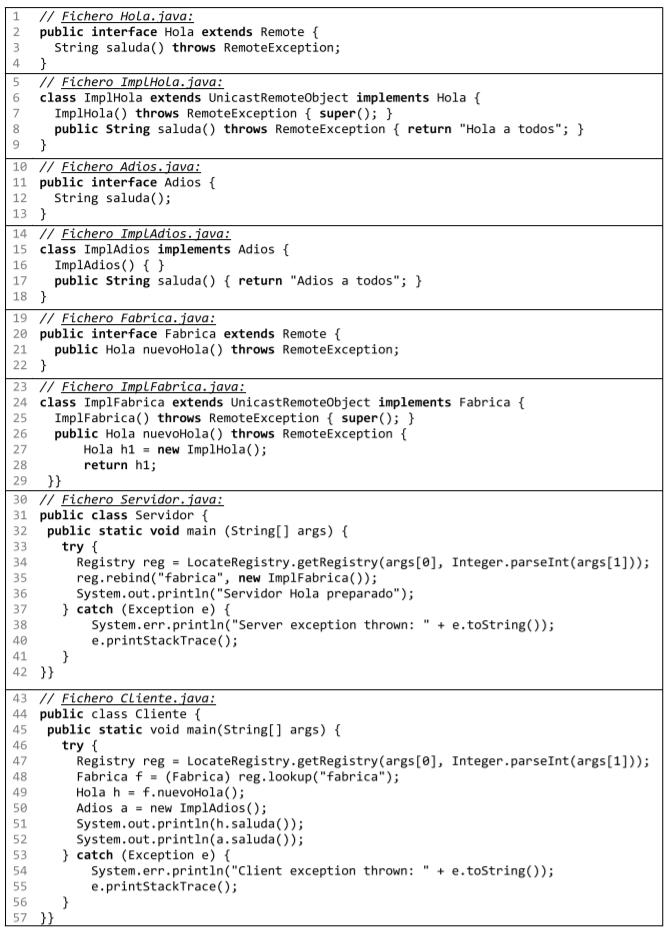 1 // Fichero Hola.java:
2 public interface Hola extends Remote {
3 String saluda() throws RemoteException;
4 }
5 // Fichero ImplHola.java:
6 class ImplHola extends UnicastRemoteObject implements Hola {
7 ImplHola() throws RemoteException { super(); }
8 public String saluda() throws RemoteException { return "Hola a todos"; }
9 }
10 // Fichero Adios.java:
11 public interface Adios {
12 String saluda();
13 }
14 // Fichero ImplAdios.java:
15 class ImplAdios implements Adios {
16 ImplAdios() { }
17 public String saluda() { return "Adios a todos"; }
18 }
19 // Fichero Fabrica.java:
20 public interface Fabrica extends Remote {
21 public Hola nuevoHola() throws RemoteException;
22 }
23 // Fichero ImplFabrica.java:
24 class ImplFabrica extends UnicastRemoteObject implements Fabrica {
25 ImplFabrica() throws RemoteException { super(); }
26 public Hola nuevoHola() throws RemoteException {
27 Hola h1 = new ImplHola();
28 return h1;
29 }}
30 // Fichero Servidor.java:
31 public class Servidor {
32 public static void main (String[] args) {
33 try {
34 Registry reg = LocateRegistry.getRegistry(args[0], Integer.parseInt(args[1]));
35 reg.rebind("fabrica", new ImplFabrica());
36 System.out.println("Servidor Hola preparado");
37 } catch (Exception e) {
38 System.err.println("Server exception thrown: " + e.toString());
40 e.printStackTrace();
41 }
42 }}
43 // Fichero Cliente.java:
44 public class Cliente {
45 public static void main(String[] args) {
46 try {
47 Registry reg = LocateRegistry.getRegistry(args[0], Integer.parseInt(args[1]));
48 Fabrica f = (Fabrica) reg.lookup("fabrica");
49 Hola h = f.nuevoHola();
50 Adios a = new ImplAdios();
51 System.out.println(h.saluda());
52 System.out.println(a.saluda());
53 } catch (Exception e) {
54 System.err.println("Client exception thrown: " + e.toString());
55 e.printStackTrace();
56 }
57 }}